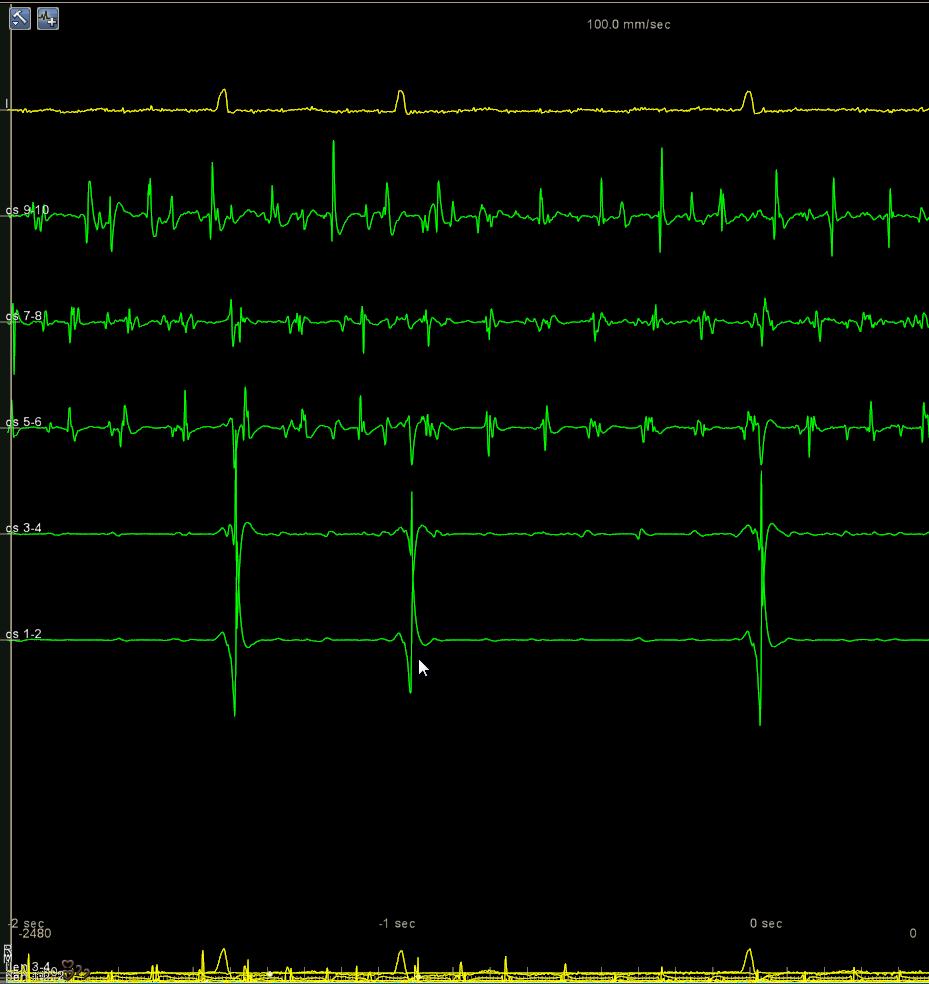 100.0 mm/sec
I
cs 9-10
cs 7-8
cs 5-6
cs 3-4
cs 1-2
-2 sec
-1 sec
0 sec
-2480
0